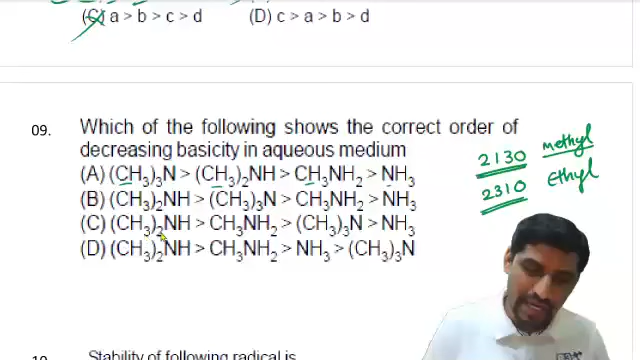 (C) a > b > c > d (D) c > a > b > d
09. Which of the following shows the correct order of
decreasing basicity in aqueous medium
(A) (CH₃)₃N > (CH₃)₂NH > CH₃NH₂ > NH₃
(B) (CH₃)₂NH > (CH₃)₃N > CH₃NH₂ > NH₃
(C) (CH₃)₂NH > CH₃NH₂ > (CH₃)₃N > NH₃
(D) (CH₃)₂NH > CH₃NH₂ > NH₃ > (CH₃)₃N
2130 methyl
2310 Ethyl
10. Stability of following radical is